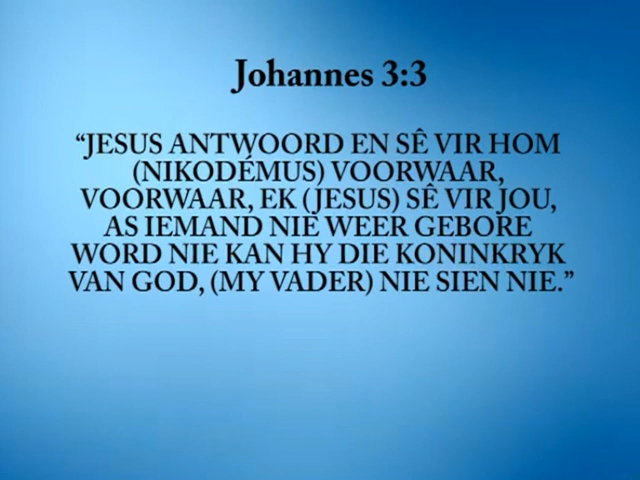 Johannes 3:3
“JESUS ANTWOORD EN SÊ VIR HOM
(NIKODÉMUS) VOORWAAR,
VOORWAAR, EK (JESUS) SÊ VIR JOU,
AS IEMAND NIE WEER GEBORE
WORD NIE KAN HY DIE KONINKRYK
VAN GOD, (MY VADER) NIE SIEN NIE.”